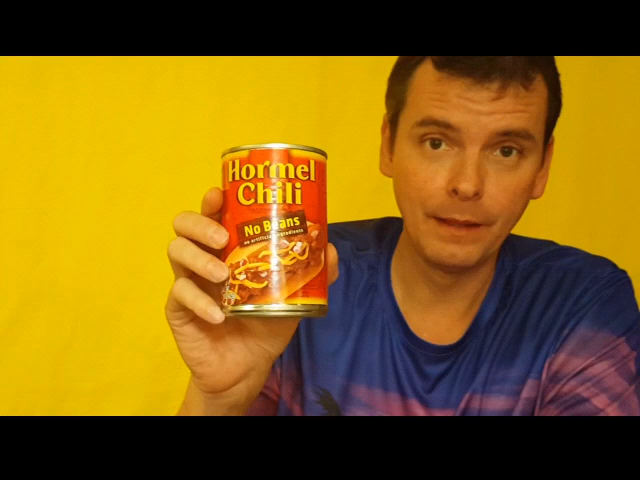 Hormel
Chili
No Beans
no artificial ingredients